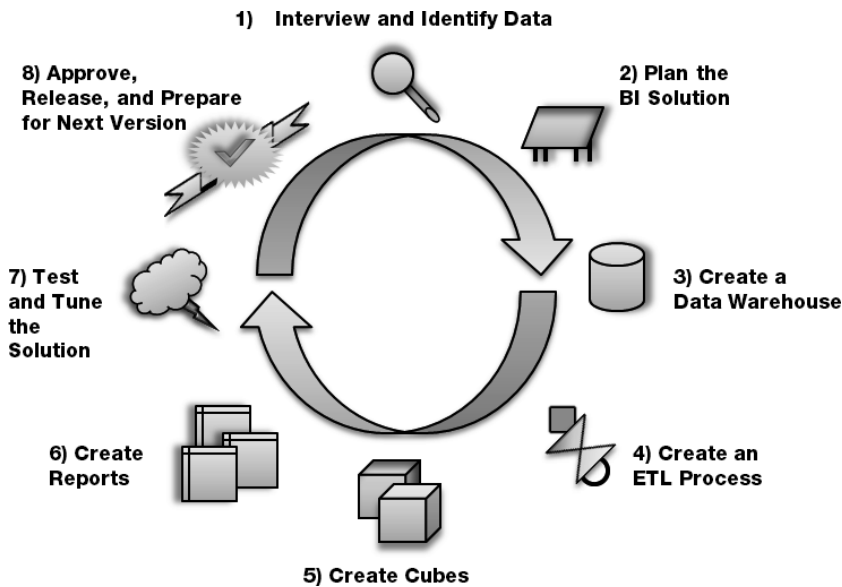 1) Interview and Identify Data
2) Plan the
BI Solution
3) Create a
Data Warehouse
4) Create an
ETL Process
5) Create Cubes
6) Create
Reports
7) Test
and Tune
the
Solution
8) Approve,
Release, and Prepare
for Next Version